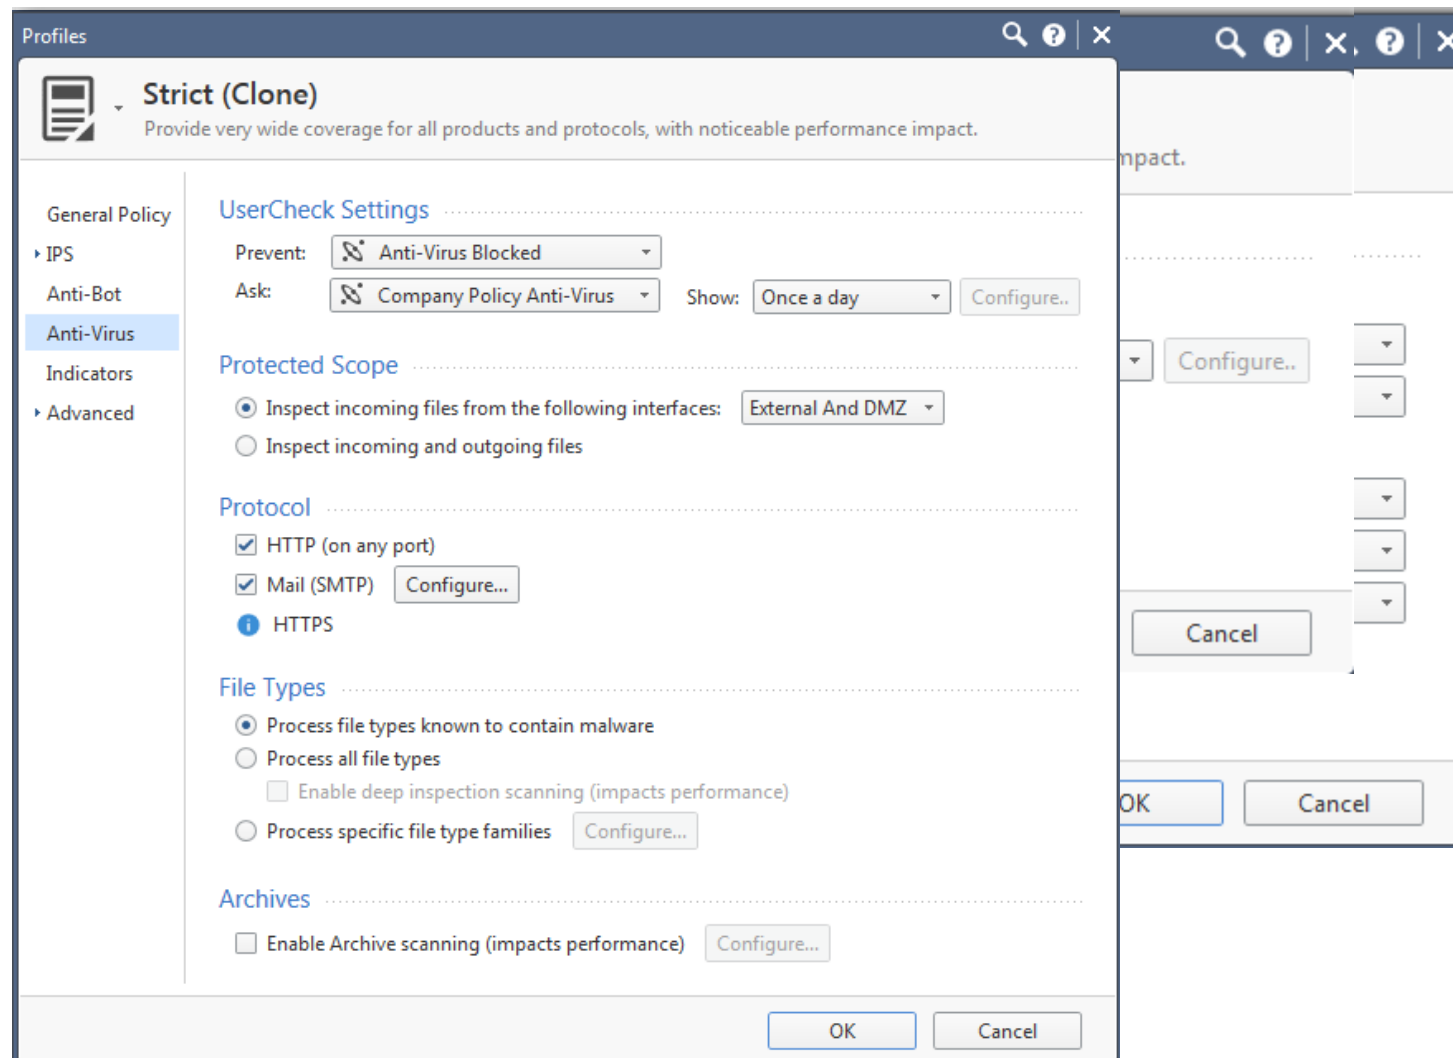 Profiles
Strict (Clone)
Provide very wide coverage for all products and protocols, with noticeable performance impact.
General Policy
IPS
Anti-Bot
Anti-Virus
Indicators
Advanced
UserCheck Settings
Prevent: Anti-Virus Blocked
Ask: Company Policy Anti-Virus Show: Once a day Configure..
Protected Scope
Inspect incoming files from the following interfaces: External And DMZ
Inspect incoming and outgoing files
Protocol
HTTP (on any port)
Mail (SMTP) Configure...
HTTPS
File Types
Process file types known to contain malware
Process all file types
Enable deep inspection scanning (impacts performance)
Process specific file type families Configure...
Archives
Enable Archive scanning (impacts performance) Configure...
OK Cancel
mpact.
Configure..
Cancel
OK Cancel